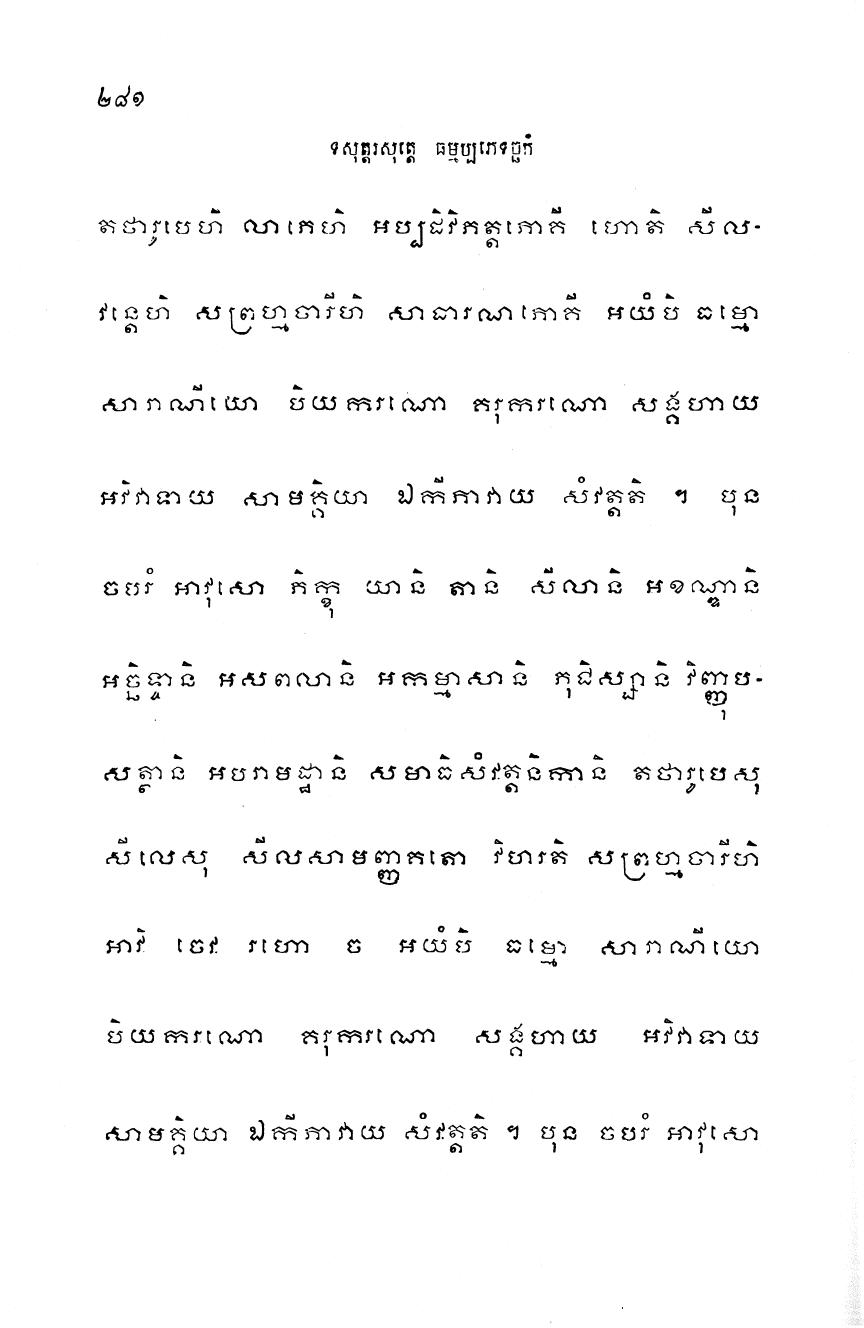 ២៨១
ទសុត្តរសុត្តេ ធម្មប្បភេទច្ឆកំ
តថារូបេហិ លាភេហិ អប្បដិវិភត្តភោគី ហោតិ សីល-
វន្តេហិ សព្រហ្មចារីហិ សាធារណភោគី អយំបិ ធម្មោ
សារាណីយោ បិយករណោ គរុករណោ សង្គហាយ
អវិវាទាយ សាមគ្គិយា ឯកីភាវាយ សំវត្តតិ ។ បុន
ចបរំ អាវុសោ ភិក្ខុ យានិ តានិ សីលានិ អខណ្ឌានិ
អច្ឆិទ្ទានិ អសពលានិ អកម្មាសានិ ភុជិស្សានិ វិញ្ញុប-
សត្ថានិ អបរាមដ្ឋានិ សមាធិសំវត្តនិកានិ តថារូបេសុ
សីលេសុ សីលសាមញ្ញគតោ វិហរតិ សព្រហ្មចារីហិ
អាវិ ចេវ រហោ ច អយំបិ ធម្មោ សារាណីយោ
បិយករណោ គរុករណោ សង្គហាយ អវិវាទាយ
សាមគ្គិយា ឯកីភាវាយ សំវត្តតិ ។ បុន ចបរំ អាវុសោ